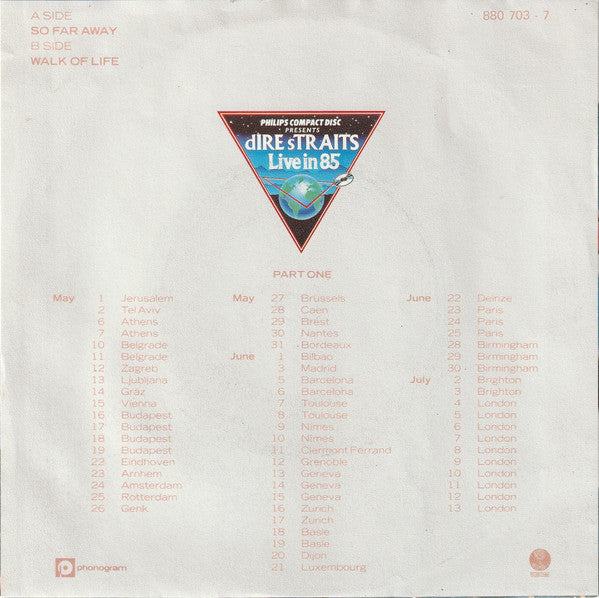 A SIDE
SO FAR AWAY
B SIDE
WALK OF LIFE
880 703 - 7
PHILIPS COMPACT DISC
PRESENTS
dIRE sTRAITS
Live in 85
PART ONE
May 1 Jerusalem
2 Tel Aviv
6 Athens
7 Athens
10 Belgrade
11 Belgrade
12 Zagreb
13 Ljubljana
14 Graz
15 Vienna
16 Budapest
17 Budapest
18 Budapest
19 Budapest
22 Eindhoven
23 Arnhem
24 Amsterdam
25 Rotterdam
26 Genk
May 27 Brussels
28 Caen
29 Brest
30 Nantes
31 Bordeaux
June 1 Bilbao
3 Madrid
5 Barcelona
6 Barcelona
7 Toulouse
8 Toulouse
9 Nimes
10 Nimes
11 Clermont Ferrand
12 Grenoble
13 Geneva
14 Geneva
15 Geneva
16 Zurich
17 Zurich
18 Basle
19 Basle
20 Dijon
21 Luxembourg
June 22 Deinze
23 Paris
24 Paris
25 Paris
28 Birmingham
29 Birmingham
30 Birmingham
July 2 Brighton
3 Brighton
4 London
5 London
6 London
7 London
8 London
9 London
10 London
11 London
12 London
13 London
phonogram